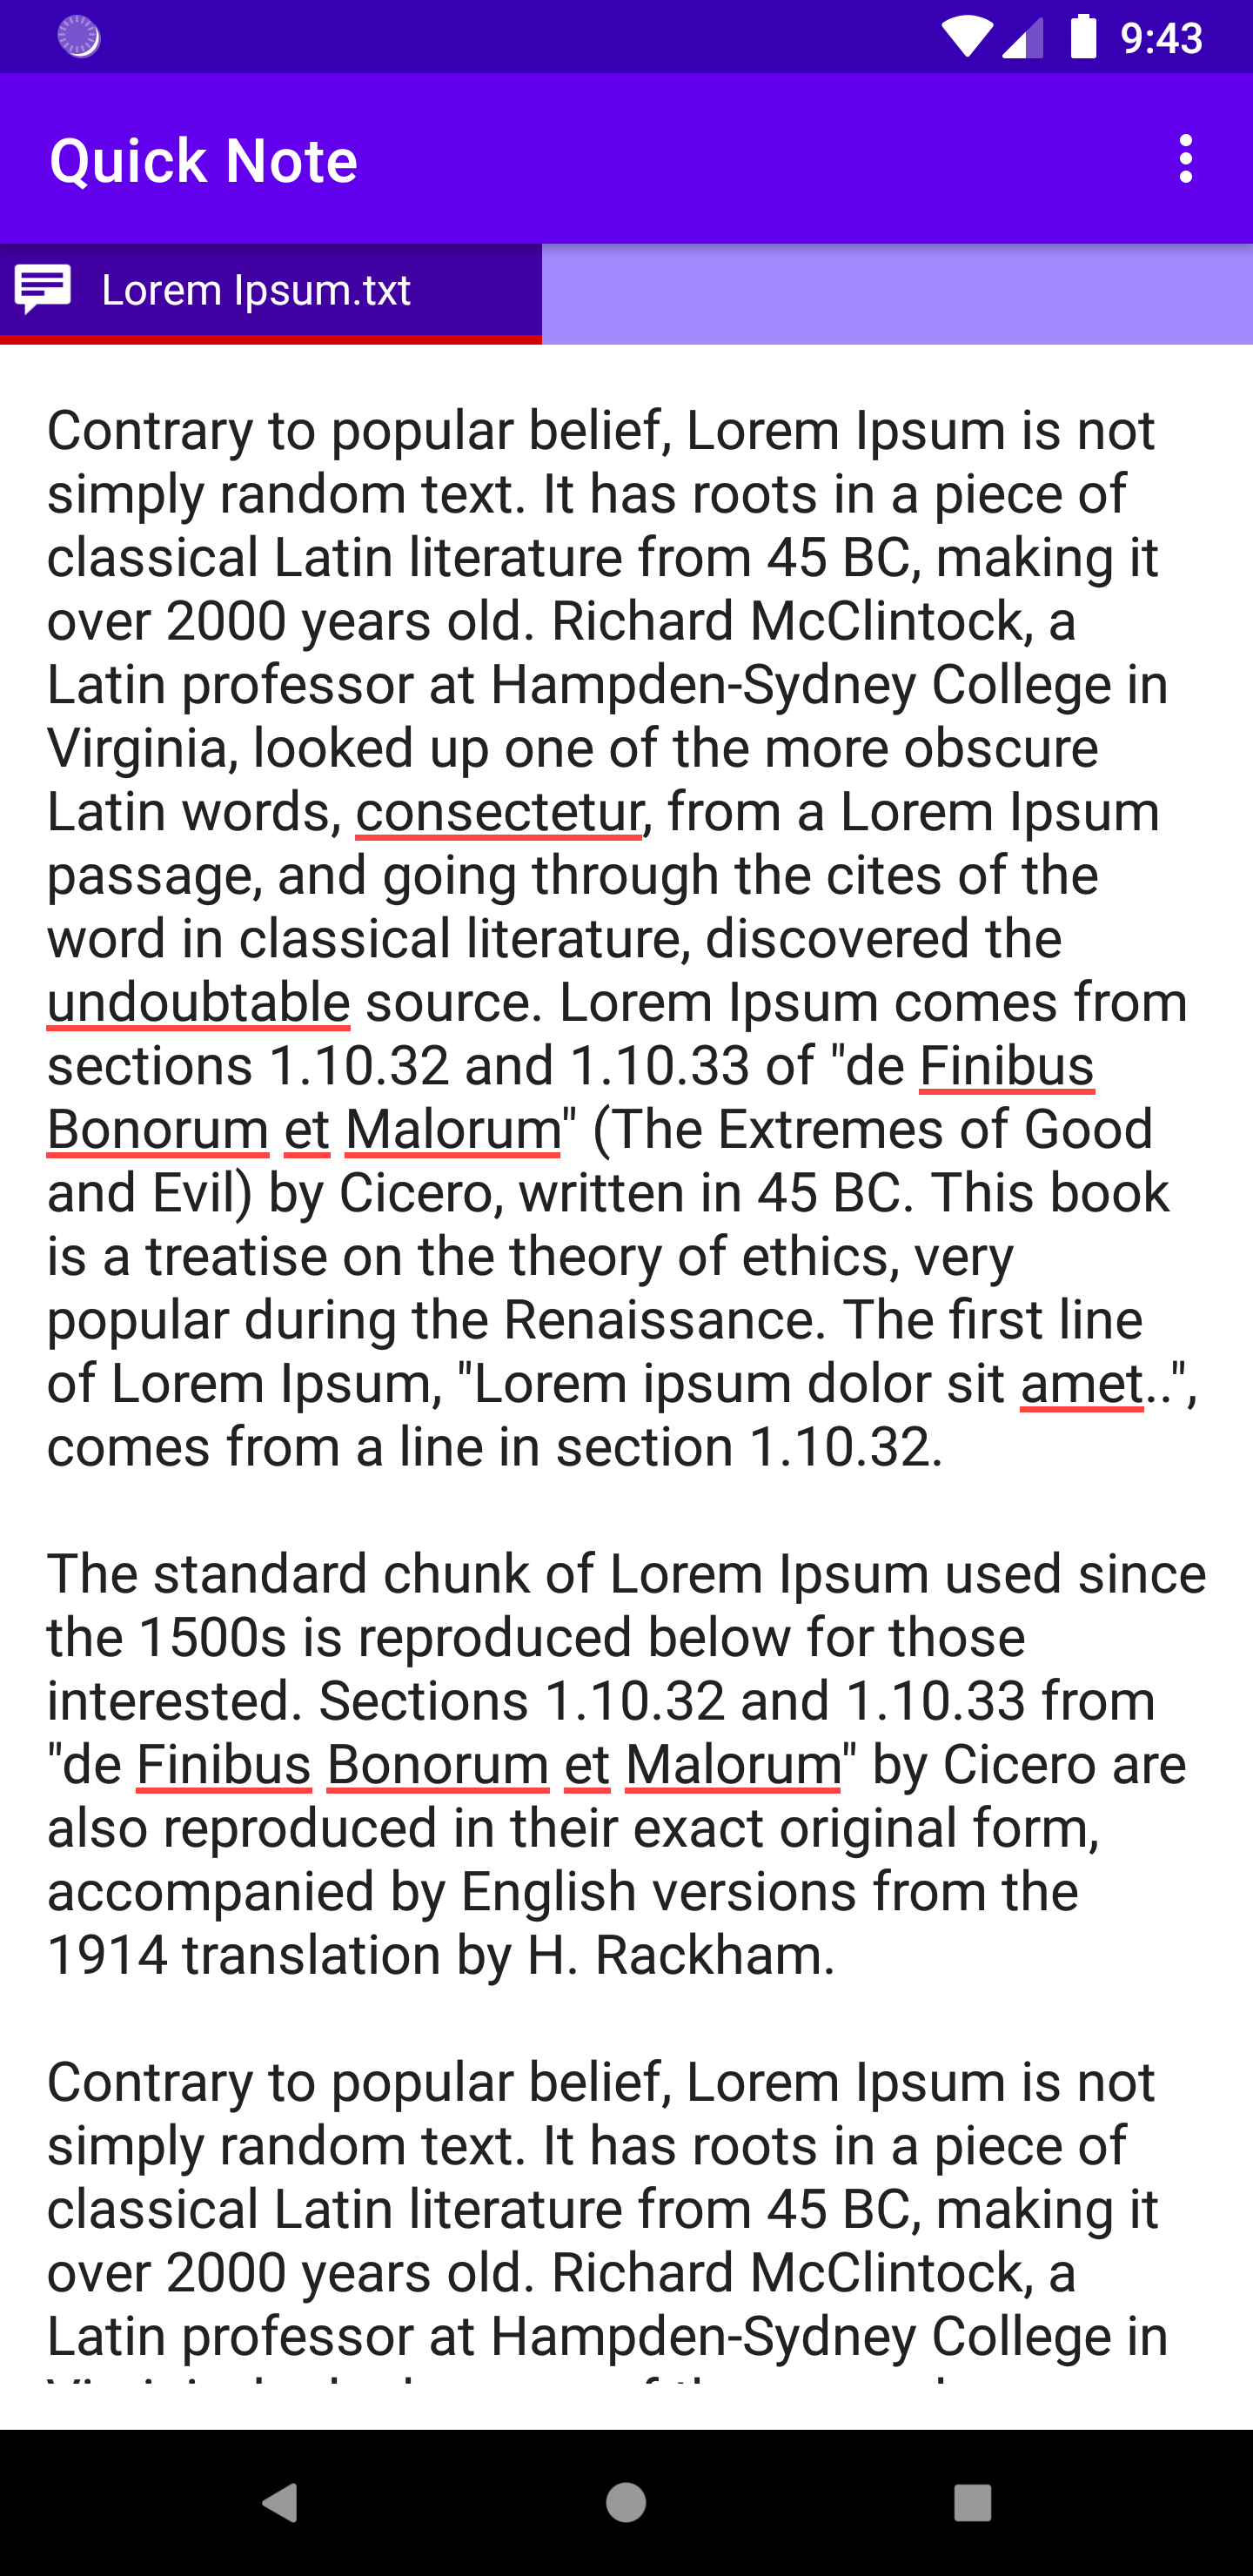 9:43
Quick Note
Lorem Ipsum.txt
Contrary to popular belief, Lorem Ipsum is not
simply random text. It has roots in a piece of
classical Latin literature from 45 BC, making it
over 2000 years old. Richard McClintock, a
Latin professor at Hampden-Sydney College in
Virginia, looked up one of the more obscure
Latin words, consectetur, from a Lorem Ipsum
passage, and going through the cites of the
word in classical literature, discovered the
undoubtable source. Lorem Ipsum comes from
sections 1.10.32 and 1.10.33 of "de Finibus
Bonorum et Malorum" (The Extremes of Good
and Evil) by Cicero, written in 45 BC. This book
is a treatise on the theory of ethics, very
popular during the Renaissance. The first line
of Lorem Ipsum, "Lorem ipsum dolor sit amet..",
comes from a line in section 1.10.32.
The standard chunk of Lorem Ipsum used since
the 1500s is reproduced below for those
interested. Sections 1.10.32 and 1.10.33 from
"de Finibus Bonorum et Malorum" by Cicero are
also reproduced in their exact original form,
accompanied by English versions from the
1914 translation by H. Rackham.
Contrary to popular belief, Lorem Ipsum is not
simply random text. It has roots in a piece of
classical Latin literature from 45 BC, making it
over 2000 years old. Richard McClintock, a
Latin professor at Hampden-Sydney College in